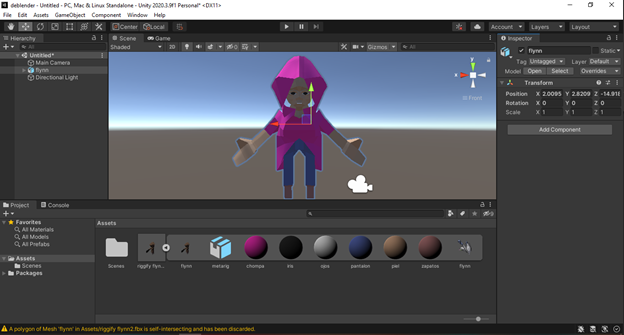 deblender - Untitled - PC, Mac & Linux Standalone - Unity 2020.3.9f1 Personal* <DX11>
File Edit Assets GameObject Component Window Help
Center Local Account Layers Layout
Hierarchy Scene Game Inspector
All Shaded 2D 0 Gizmos All flynn Static
Untitled* Tag Untagged Layer Default
Main Camera Model Open Select Overrides
flynn Transform
Directional Light Position X 2.0095 Y 2.8209 Z -14.916
Rotation X 0 Y 0 Z 0
Scale X 1 Y 1 Z 1
y x Front
Add Component
Project Console
Favorites Assets
All Materials
All Models
All Prefabs
Assets
Scenes
Packages
Scenes riggify flyn... flynn metarig chompa iris ojos pantalon piel zapatos flynn
A polygon of Mesh 'flynn' in Assets/riggify flynn2.fbx is self-intersecting and has been discarded.